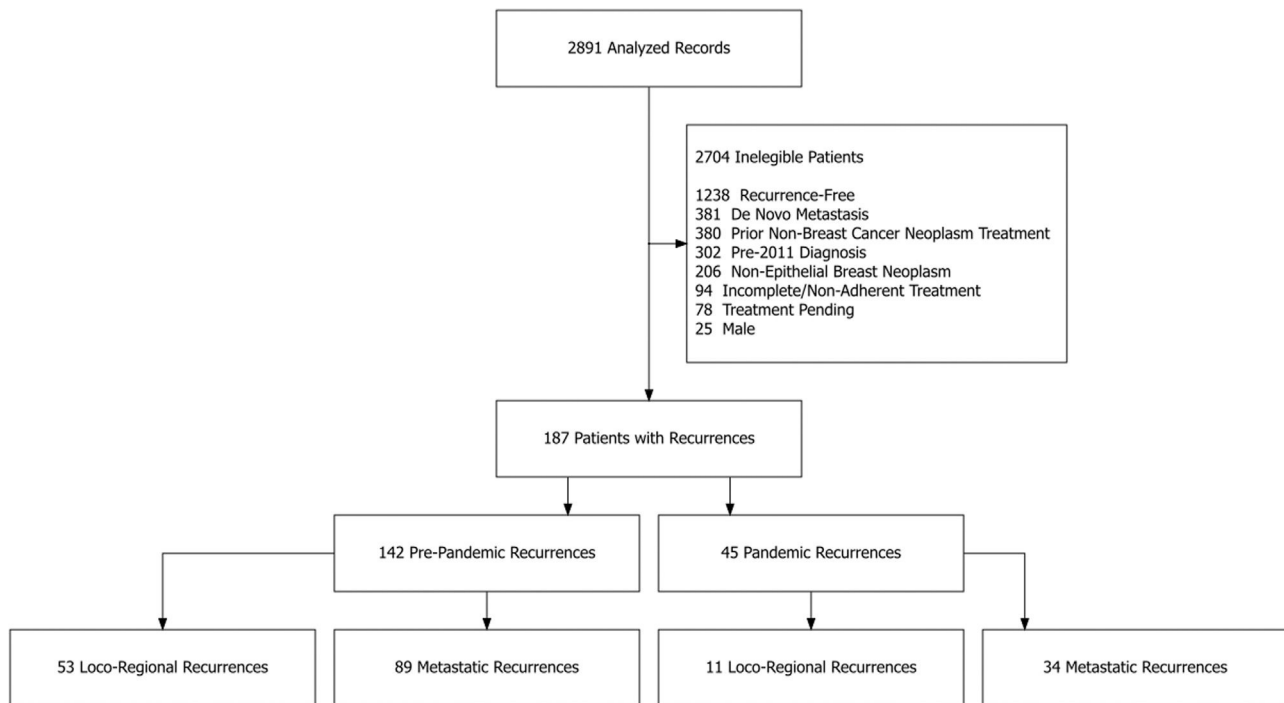 2891 Analyzed Records
2704 Inelegible Patients
1238 Recurrence-Free
381 De Novo Metastasis
380 Prior Non-Breast Cancer Neoplasm Treatment
302 Pre-2011 Diagnosis
206 Non-Epithelial Breast Neoplasm
94 Incomplete/Non-Adherent Treatment
78 Treatment Pending
25 Male
187 Patients with Recurrences
142 Pre-Pandemic Recurrences
45 Pandemic Recurrences
53 Loco-Regional Recurrences
89 Metastatic Recurrences
11 Loco-Regional Recurrences
34 Metastatic Recurrences